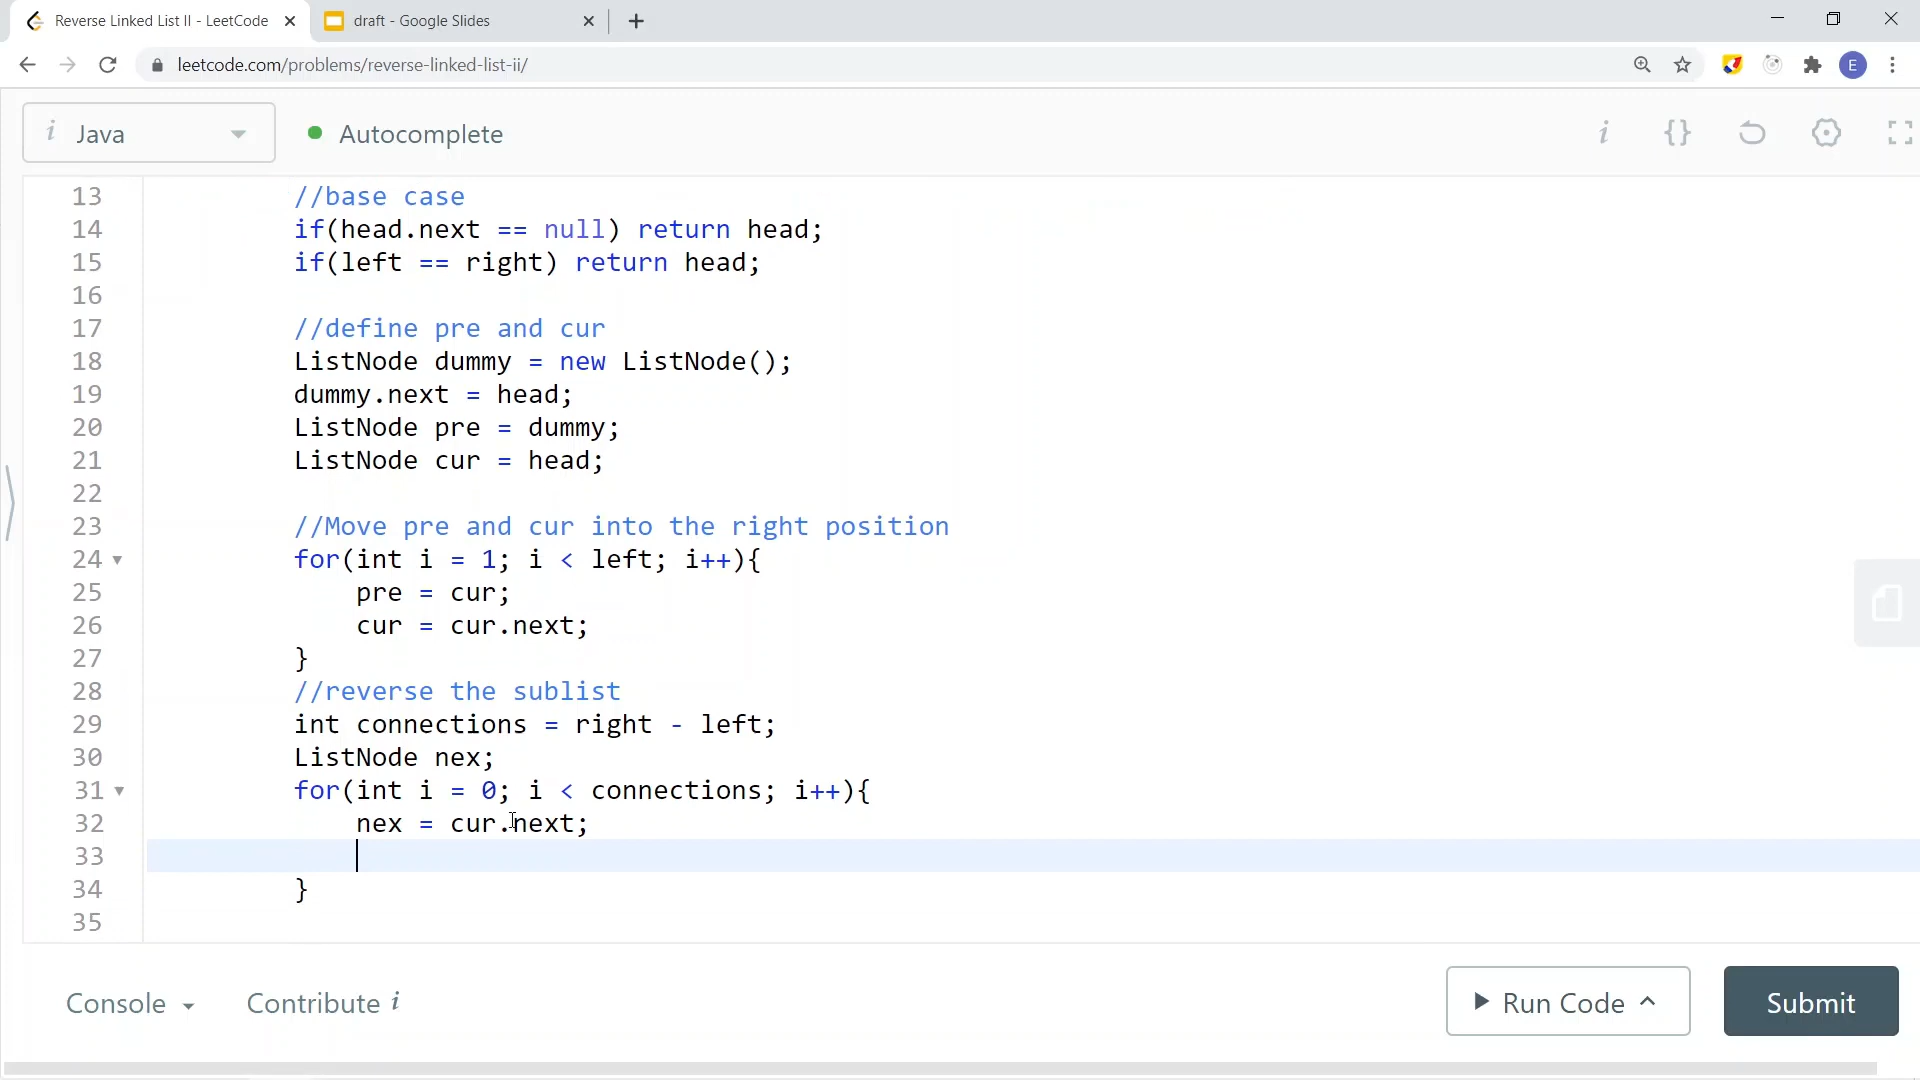 Reverse Linked List II - LeetCode
draft - Google Slides
leetcode.com/problems/reverse-linked-list-ii/
E
i Java
Autocomplete
i {}
13 //base case
14 if(head.next == null) return head;
15 if(left == right) return head;
16
17 //define pre and cur
18 ListNode dummy = new ListNode();
19 dummy.next = head;
20 ListNode pre = dummy;
21 ListNode cur = head;
22
23 //Move pre and cur into the right position
24 for(int i = 1; i < left; i++){
25 pre = cur;
26 cur = cur.next;
27 }
28 //reverse the sublist
29 int connections = right - left;
30 ListNode nex;
31 for(int i = 0; i < connections; i++){
32 nex = cur.next;
33
34 }
35
Console
Contribute i
Run Code
Submit